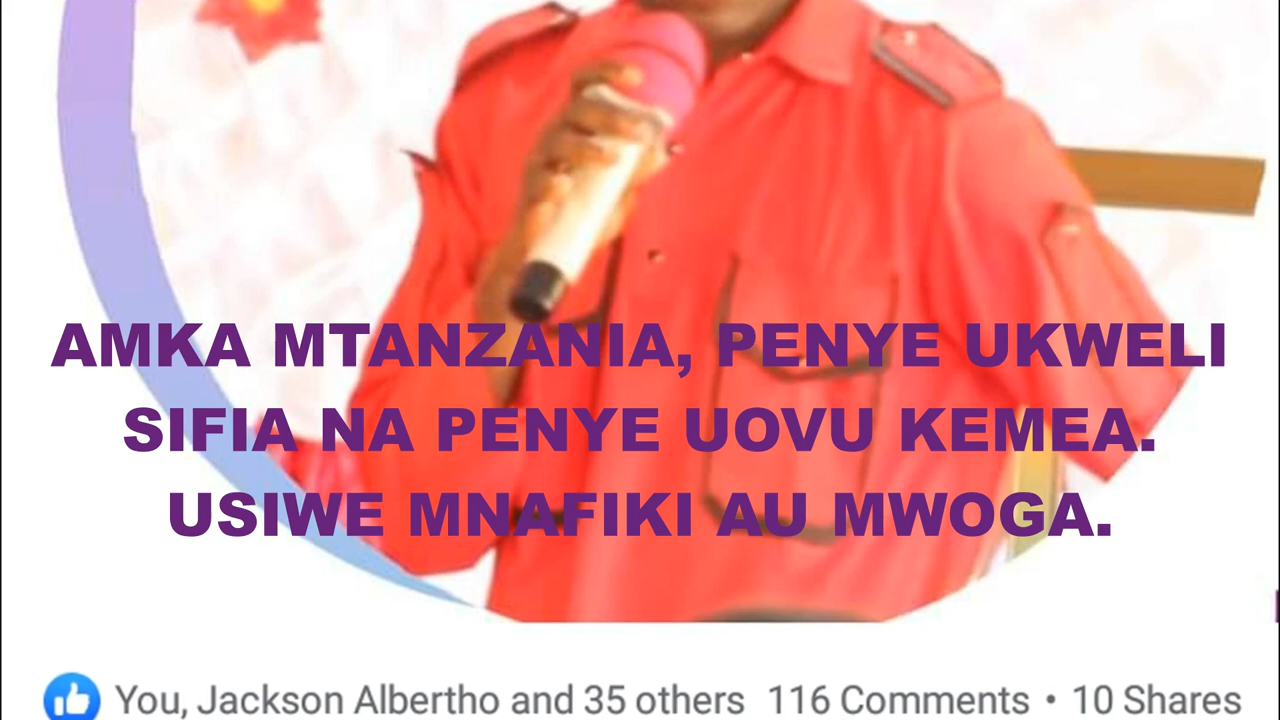 AMKA MTANZANIA, PENYE UKWELI
SIFIA NA PENYE UOVU KEMEA.
USIWE MNAFIKI AU MWOGA.
You, Jackson Albertho and 35 others 116 Comments • 10 Shares